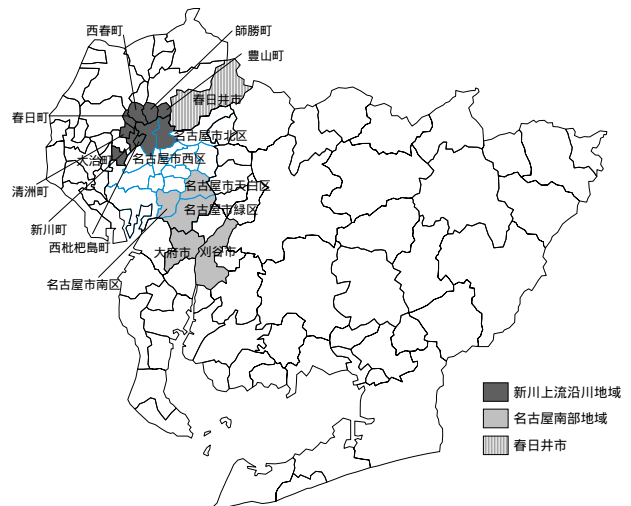 西春町
師勝町
豊山町
春日井市
春日町
名古屋市北区
大治町
名古屋市西区
清洲町
名古屋市天白区
名古屋市緑区
新川町
西枇杷島町
大府市
刈谷市
名古屋市南区
新川上流沿川地域
名古屋南部地域
春日井市